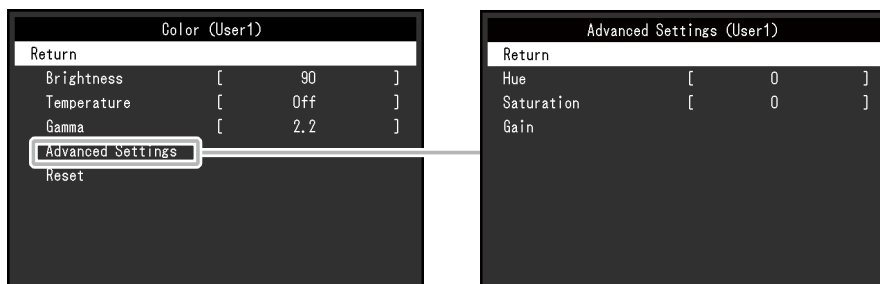 Color (User1)
Return
Brightness [ 90 ]
Temperature [ Off ]
Gamma [ 2.2 ]
Advanced Settings
Reset
Advanced Settings (User1)
Return
Hue [ 0 ]
Saturation [ 0 ]
Gain